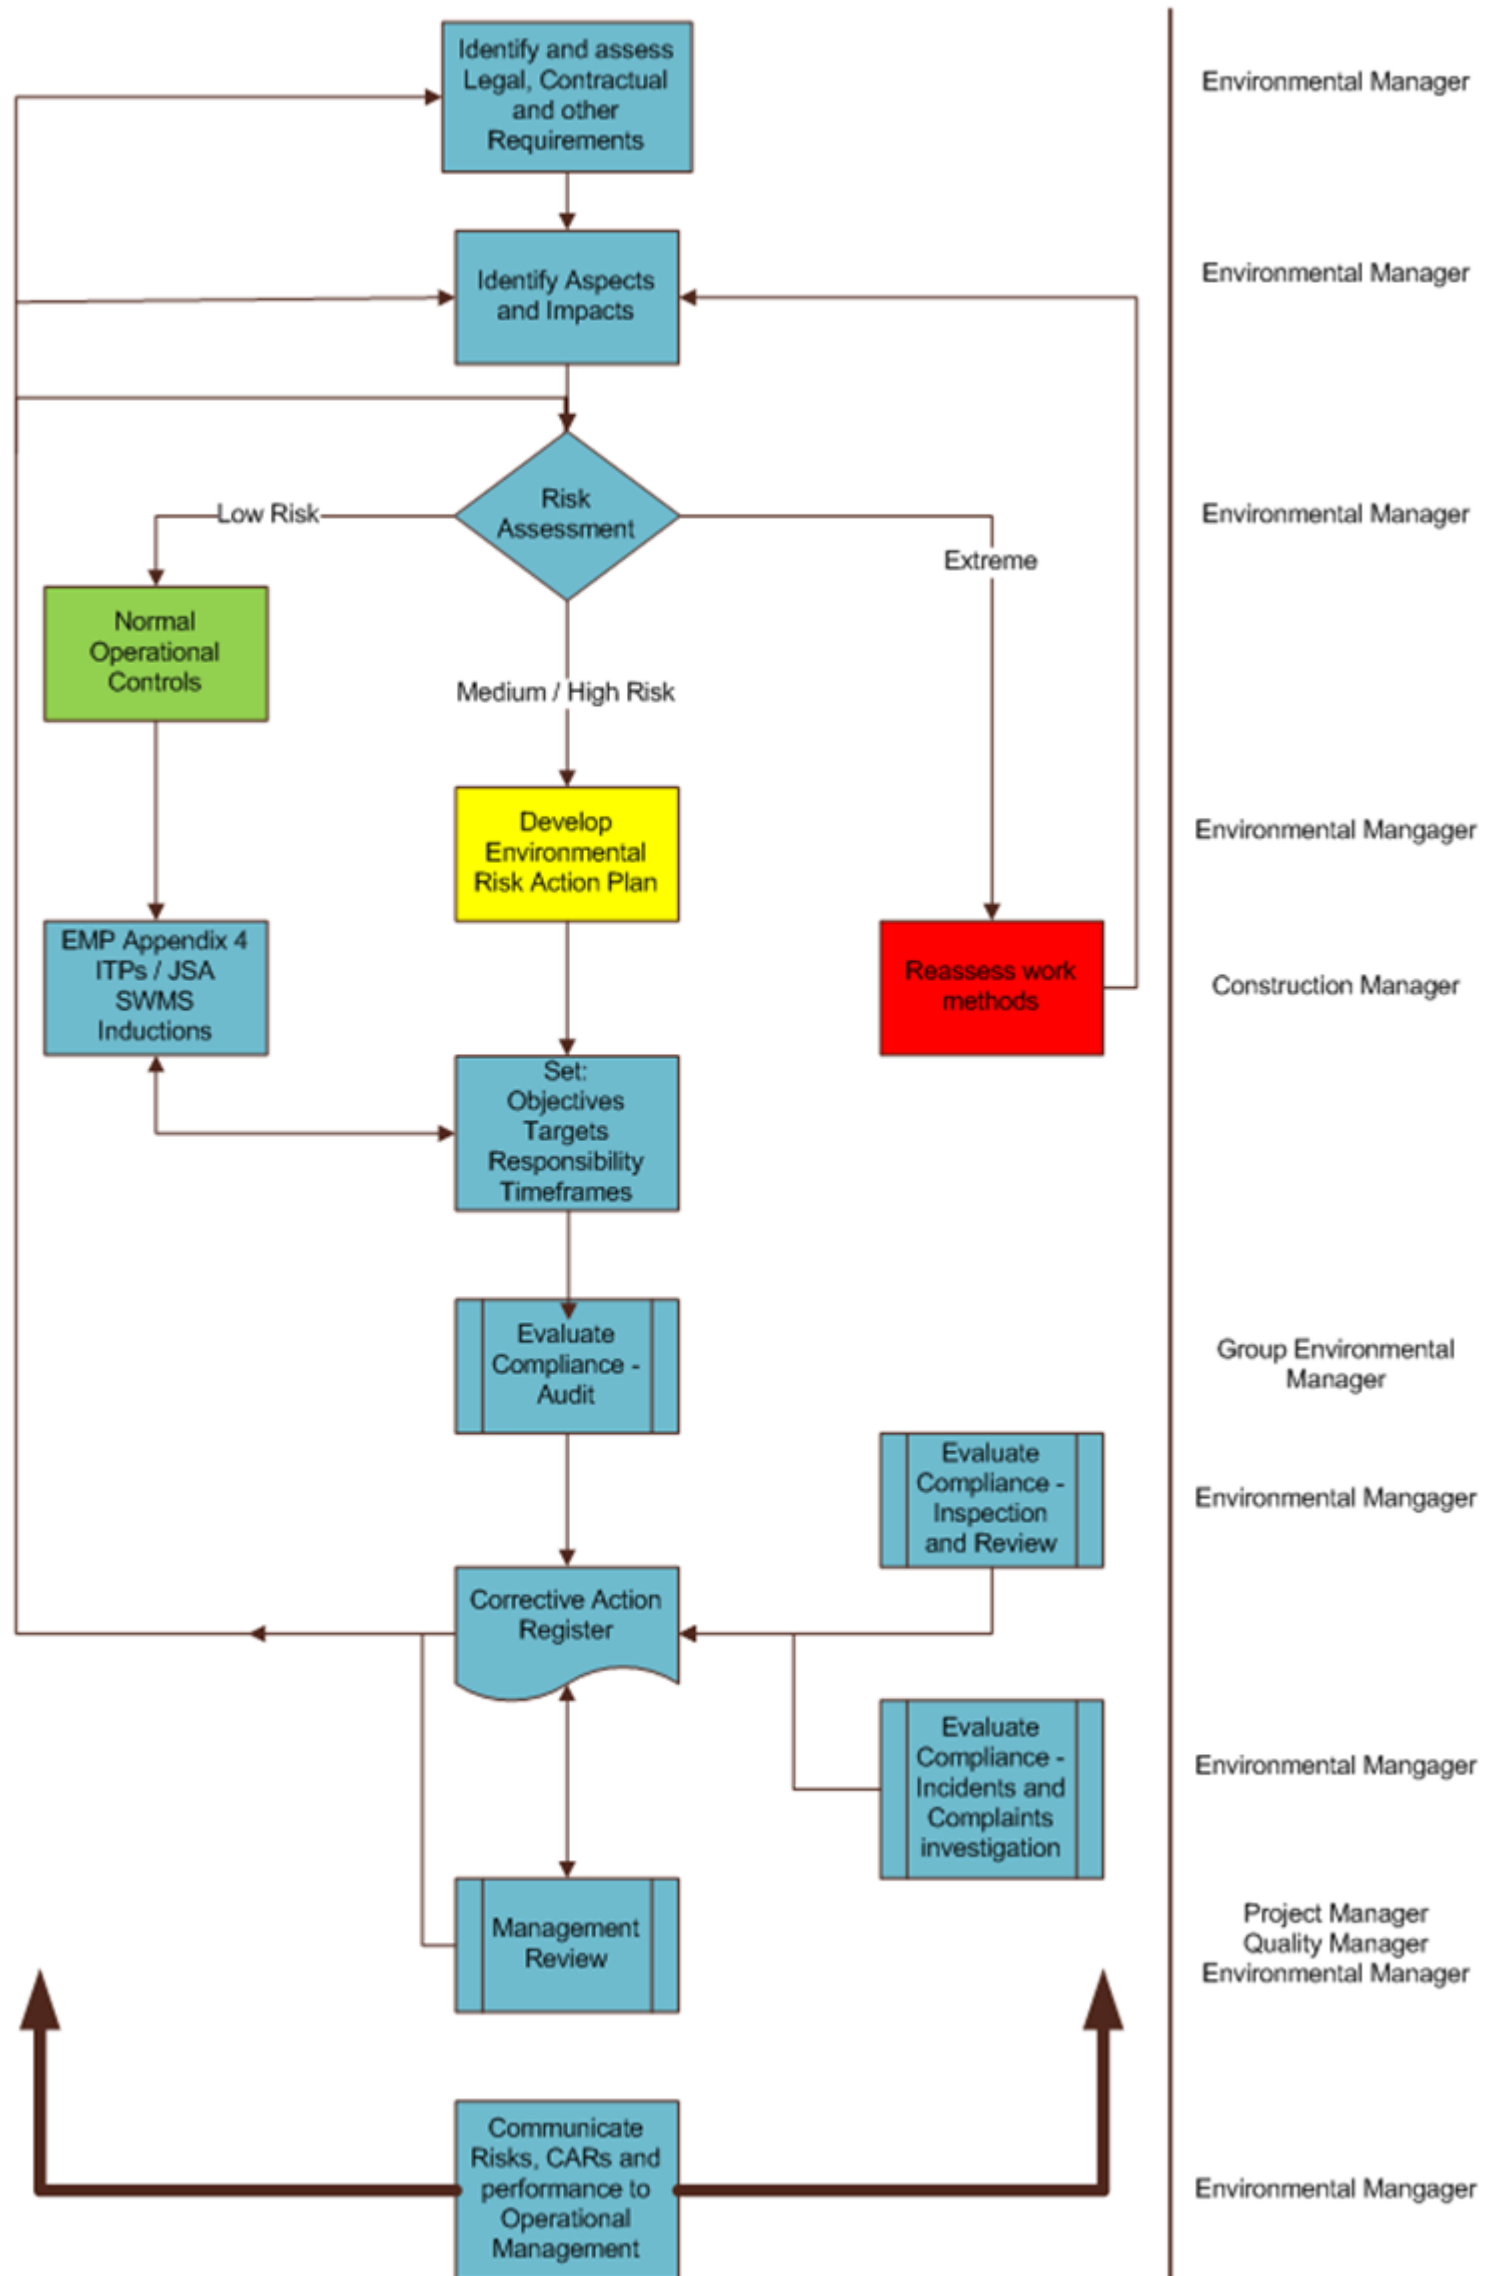 Identify and assess
Legal, Contractual
and other
Requirements
Environmental Manager
Identify Aspects
and Impacts
Environmental Manager
Risk
Assessment
Environmental Manager
Low Risk
Extreme
Normal
Operational
Controls
Medium / High Risk
Develop
Environmental
Risk Action Plan
Environmental Mangager
EMP Appendix 4
ITPs / JSA
SWMS
Inductions
Reassess work
methods
Construction Manager
Set:
Objectives
Targets
Responsibility
Timeframes
Evaluate
Compliance -
Audit
Group Environmental
Manager
Evaluate
Compliance -
Inspection
and Review
Environmental Mangager
Corrective Action
Register
Evaluate
Compliance -
Incidents and
Complaints
investigation
Environmental Mangager
Management
Review
Project Manager
Quality Manager
Environmental Manager
Communicate
Risks, CARs and
performance to
Operational
Management
Environmental Mangager